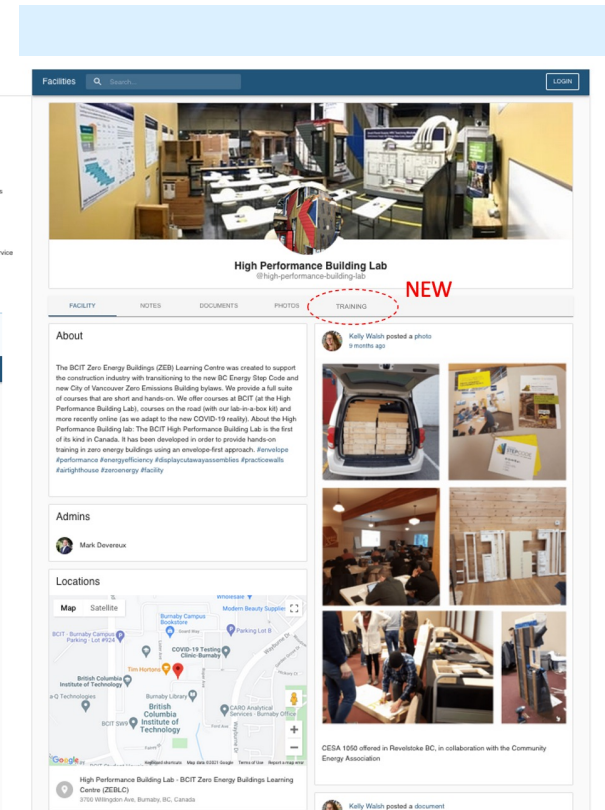 Facilities
Search...
LOGIN
High Performance Building Lab
@high-performance-building-lab
NEW
FACILITY
NOTES
DOCUMENTS
PHOTOS
TRAINING
About
The BCIT Zero Energy Buildings (ZEB) Learning Centre was created to support
the construction industry with transitioning to the new BC Energy Step Code and
new City of Vancouver Zero Emissions Building bylaws. We provide a full suite
of courses that are short and hands-on. We offer courses at BCIT (at the High
Performance Building Lab), courses on the road (with our lab-in-a-box kit) and
more recently online (as we adapt to the new COVID-19 reality). About the High
Performance Building lab: The BCIT High Performance Building Lab is the first
of its kind in Canada. It has been developed in order to provide hands-on
training in zero energy buildings using an envelope-first approach. #envelope
#performance #energyefficiency #displaycutawayassemblies #practicewalls
#airtighthouse #zeroenergy #facility
Admins
Mark Devereux
Locations
Map
Satellite
Wholesale
Modern Beauty Supplies
Burnaby Campus
Bookstore
Parking Lot B
BCIT - Burnaby Campus
Parking - Lot #924
COVID-19 Testing
Clinic-Burnaby
Tim Hortons
British Columbia
Institute of Technology
Burnaby Library
British
Columbia
Institute of
Technology
CARO Analytical
Services - Burnaby Office
BCIT SW9
Google
Keyboard shortcuts
Map data ©2021 Google
Terms of Use
Report a map error
High Performance Building Lab - BCIT Zero Energy Buildings Learning
Centre (ZEBLC)
3700 Willingdon Ave, Burnaby, BC, Canada
Kelly Walsh posted a photo
9 months ago
CESA 1050 offered in Revelstoke BC, in collaboration with the Community
Energy Association
Kelly Walsh posted a document